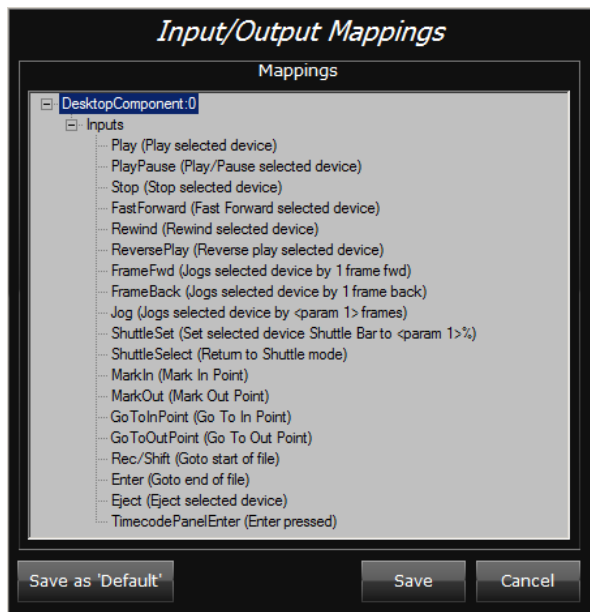 Input/Output Mappings
Mappings
DesktopComponent:0
Inputs
Play (Play selected device)
PlayPause (Play/Pause selected device)
Stop (Stop selected device)
FastForward (Fast Forward selected device)
Rewind (Rewind selected device)
ReversePlay (Reverse play selected device)
FrameFwd (Jogs selected device by 1 frame fwd)
FrameBack (Jogs selected device by 1 frame back)
Jog (Jogs selected device by <param 1> frames)
ShuttleSet (Set selected device Shuttle Bar to <param 1>%)
ShuttleSelect (Return to Shuttle mode)
MarkIn (Mark In Point)
MarkOut (Mark Out Point)
GoToInPoint (Go To In Point)
GoToOutPoint (Go To Out Point)
Rec/Shift (Goto start of file)
Enter (Goto end of file)
Eject (Eject selected device)
TimecodePanelEnter (Enter pressed)
Save as 'Default' Save Cancel